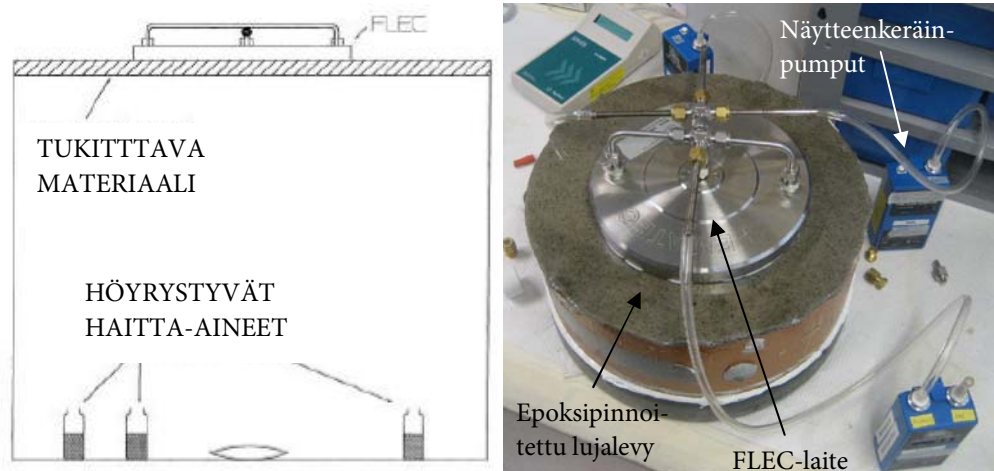 FLEC
TUKITTTAVA
MATERIAALI
HÖYRYSTYVÄT
HAITTA-AINEET
Näytteenkeräin-
pumput
Epoksipinnoi-
tettu lujalevy
FLEC-laite